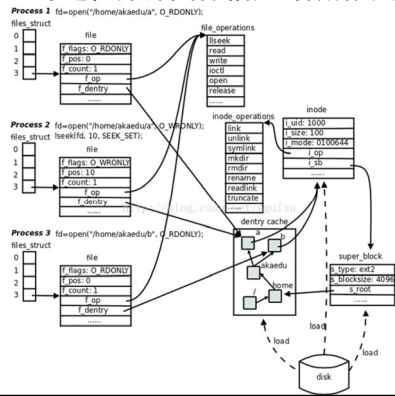 Process 1 fd=open("/home/akaedu/a", O_RDONLY);
files_struct
0
1
2
3
file
f_flags: O_RDONLY
f_pos: 0
f_count: 1
f_op
f_dentry
......
file_operations
llseek
read
write
ioctl
open
release
......
Process 2 fd=open("/home/akaedu/a", O_WRONLY);
files_struct lseek(fd, 10, SEEK_SET);
0
1
2
3
file
f_flags: O_WRONLY
f_pos: 10
f_count: 1
f_op
f_dentry
......
inode_operations
link
unlink
symlink
mkdir
rmdir
rename
readlink
truncate
......
inode
i_uid: 1000
i_size: 100
i_mode: 0100644
i_op
i_sb
......
Process 3 fd=open("/home/akaedu/b", O_RDONLY);
files_struct
0
1
2
3
file
f_flags: O_RDONLY
f_pos: 0
f_count: 1
f_op
f_dentry
......
dentry cache
a
b
akaedu
home
/
super_block
s_type: ext2
s_blocksize: 4096
s_root
......
load
load
load
disk